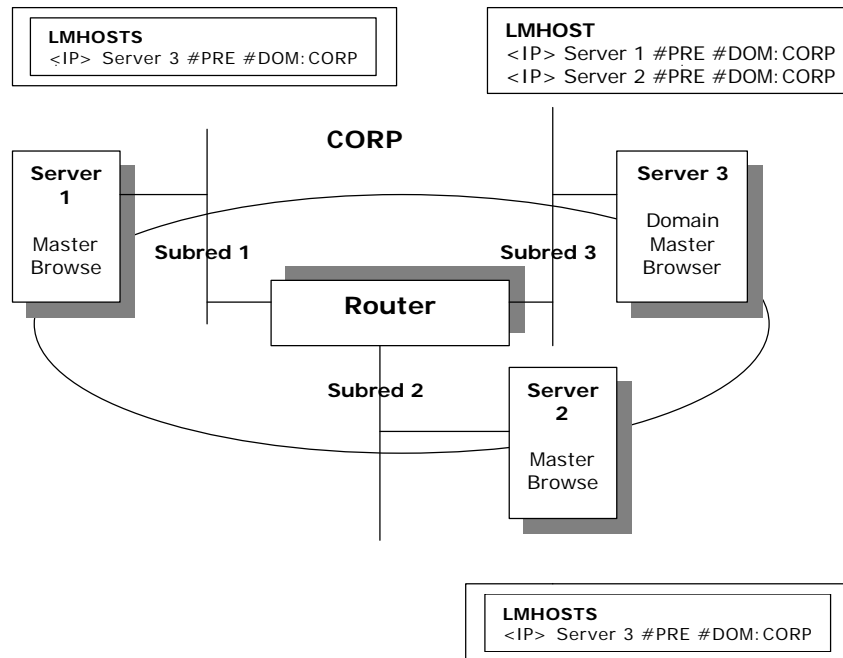 LMHOSTS
<IP> Server 3 #PRE #DOM:CORP
LMHOST
<IP> Server 1 #PRE #DOM:CORP
<IP> Server 2 #PRE #DOM:CORP
CORP
Server
1
Master
Browse
Subred 1
Subred 3
Server 3
Domain
Master
Browser
Router
Subred 2
Server
2
Master
Browse
LMHOSTS
<IP> Server 3 #PRE #DOM:CORP